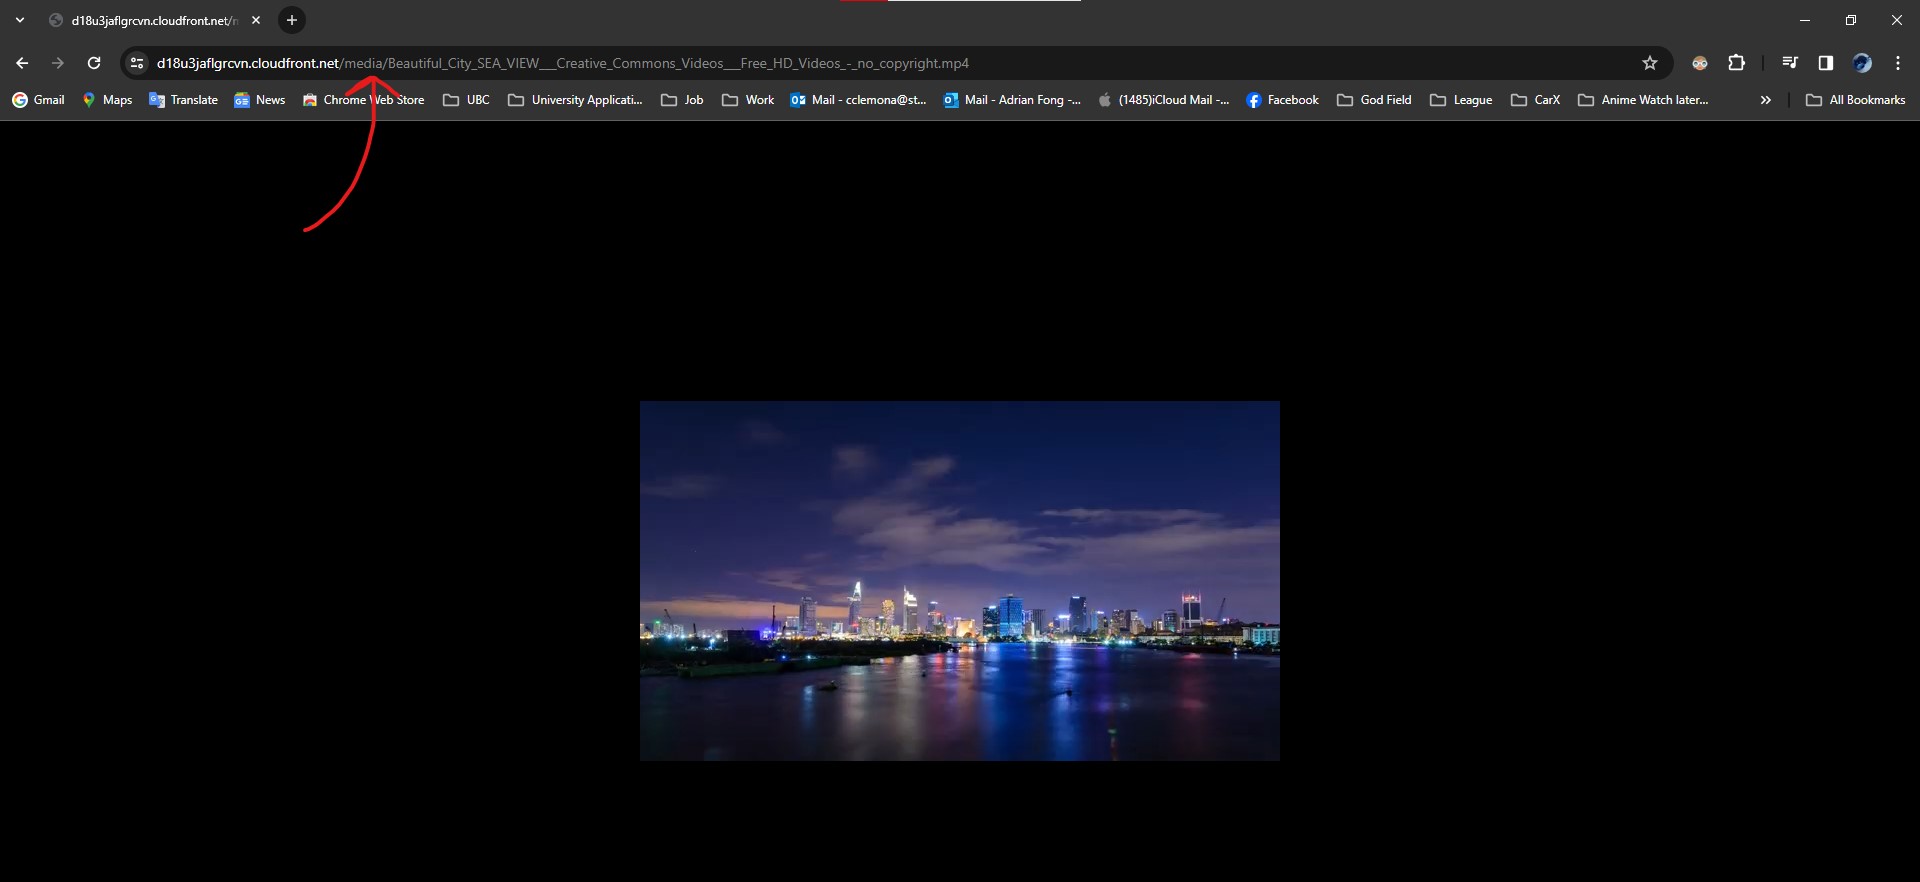 d18u3jaflgrcvn.cloudfront.net/
d18u3jaflgrcvn.cloudfront.net/media/Beautiful_City_SEA_VIEW___Creative_Commons_Videos___Free_HD_Videos_-_no_copyright.mp4
Gmail Maps Translate News Chrome Web Store UBC University Applicati... Job Work Mail - cclemona@st... Mail - Adrian Fong -... (1485)iCloud Mail -... Facebook God Field League CarX Anime Watch later... All Bookmarks